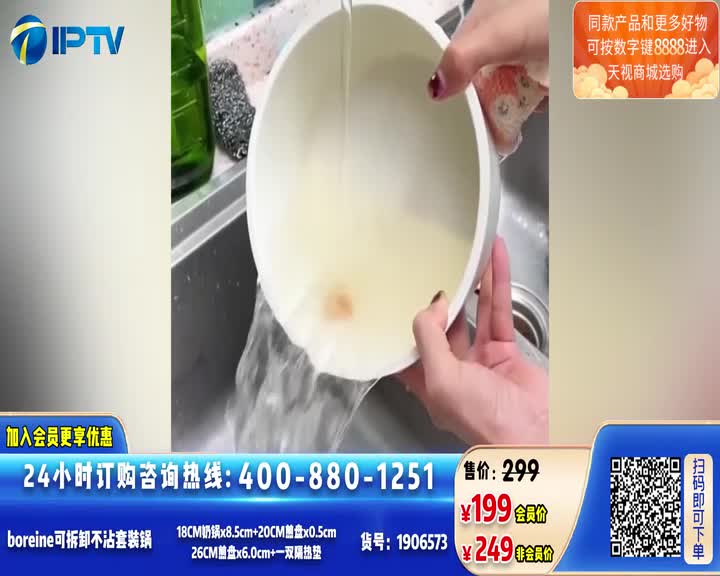 IPTV
同款产品和更多好物
可按数字键8888进入
天视商城选购
加入会员更享优惠
24小时订购咨询热线:400-880-1251
售价:299
¥199会员价
¥249非会员价
扫码即可下单
boreine可拆卸不沾套装锅
18CM奶锅x8.5cm+20CM煎盘x0.5cm
26CM煎盘x6.0cm+一双隔热垫
货号:1906573